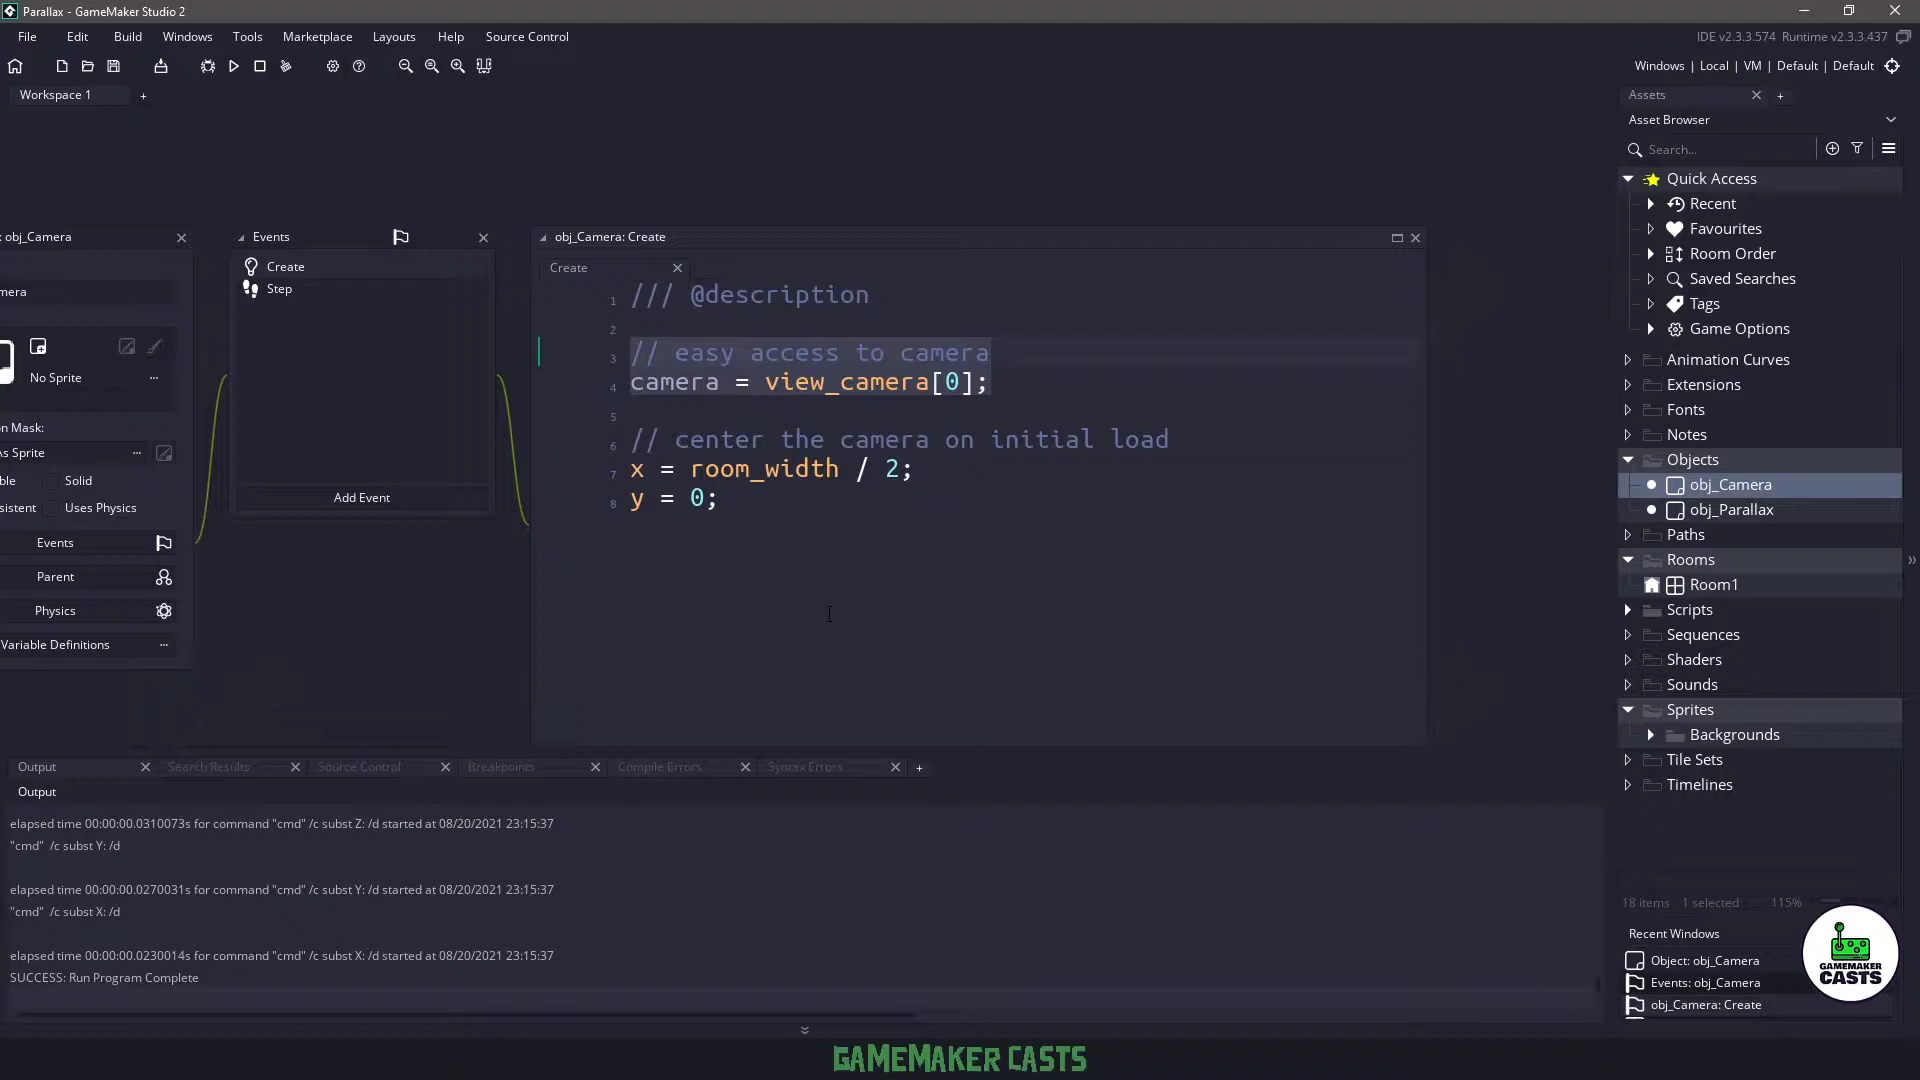 Parallax - GameMaker Studio 2
File Edit Build Windows Tools Marketplace Layouts Help Source Control
IDE v2.3.3.574 Runtime v2.3.3.437
Windows | Local | VM | Default | Default
Workspace 1 +
Assets
Asset Browser
Search...
Quick Access
Recent
Favourites
Room Order
Saved Searches
Tags
Game Options
Animation Curves
Extensions
Fonts
Notes
Objects
obj_Camera
obj_Parallax
Paths
Rooms
Room1
Scripts
Sequences
Shaders
Sounds
Sprites
Backgrounds
Tile Sets
Timelines
18 items 1 selected 115%
Recent Windows
Object: obj_Camera
Events: obj_Camera
obj_Camera: Create
: obj_Camera
mera
No Sprite
on Mask:
As Sprite
ble Solid
sistent Uses Physics
Events
Parent
Physics
Variable Definitions
Events
Create
Step
Add Event
obj_Camera: Create
Create
1 /// @description
2
3 // easy access to camera
4 camera = view_camera[0];
5
6 // center the camera on initial load
7 x = room_width / 2;
8 y = 0;
Output Search Results Source Control Breakpoints Compile Errors Syntax Errors +
Output
elapsed time 00:00:00.0310073s for command "cmd" /c subst Z: /d started at 08/20/2021 23:15:37
"cmd" /c subst Y: /d
elapsed time 00:00:00.0270031s for command "cmd" /c subst Y: /d started at 08/20/2021 23:15:37
"cmd" /c subst X: /d
elapsed time 00:00:00.0230014s for command "cmd" /c subst X: /d started at 08/20/2021 23:15:37
SUCCESS: Run Program Complete
GAMEMAKER
CASTS
GAMEMAKER CASTS